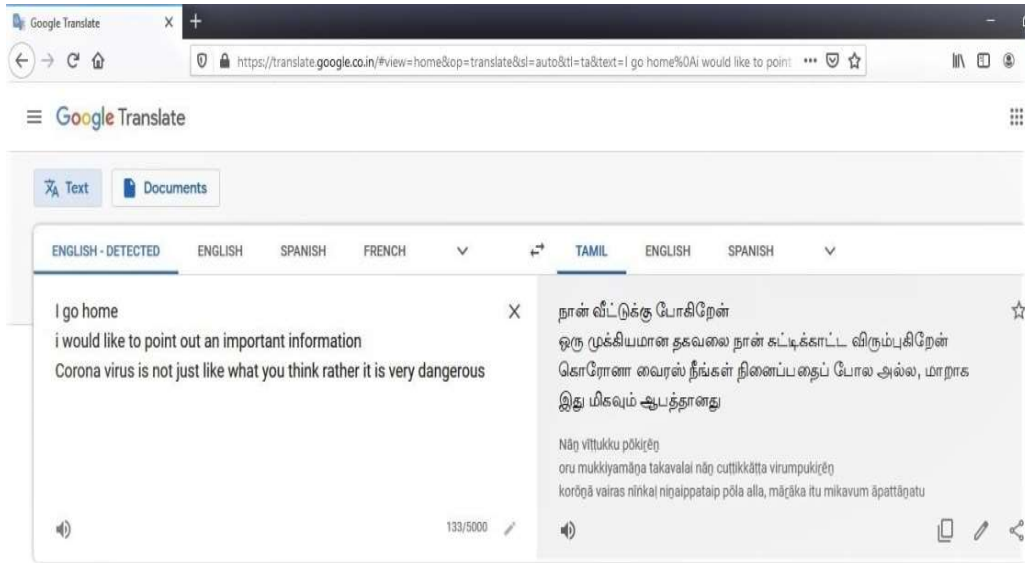 Google Translate
https://translate.google.co.in/#view=home&op=translate&sl=auto&tl=ta&text=I go home%0Ai would like to point
Google Translate
Text Documents
ENGLISH - DETECTED ENGLISH SPANISH FRENCH TAMIL ENGLISH SPANISH
I go home
i would like to point out an important information
Corona virus is not just like what you think rather it is very dangerous
133/5000
நான் வீட்டுக்கு போகிறேன்
ஒரு முக்கியமான தகவலை நான் சுட்டிக்காட்ட விரும்புகிறேன்
கொரோனா வைரஸ் நீங்கள் நினைப்பதைப் போல அல்ல, மாறாக
இது மிகவும் ஆபத்தானது
Nāṉ vīṭṭukku pōkiṟēṉ
oru mukkiyamāṉa takavalai nāṉ cuṭṭikkāṭṭa virumpukiṟēṉ
korōṉā vairas nīṅkaḷ niṉaippataip pōla alla, māṟāka itu mikavum āpattāṉatu